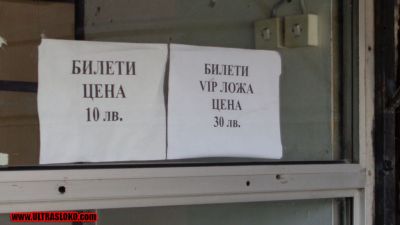 БИЛЕТИ
ЦЕНА
10 лв.
БИЛЕТИ
VIP ЛОЖА
ЦЕНА
30 лв.
WWW.ULTRASLOKO.COM